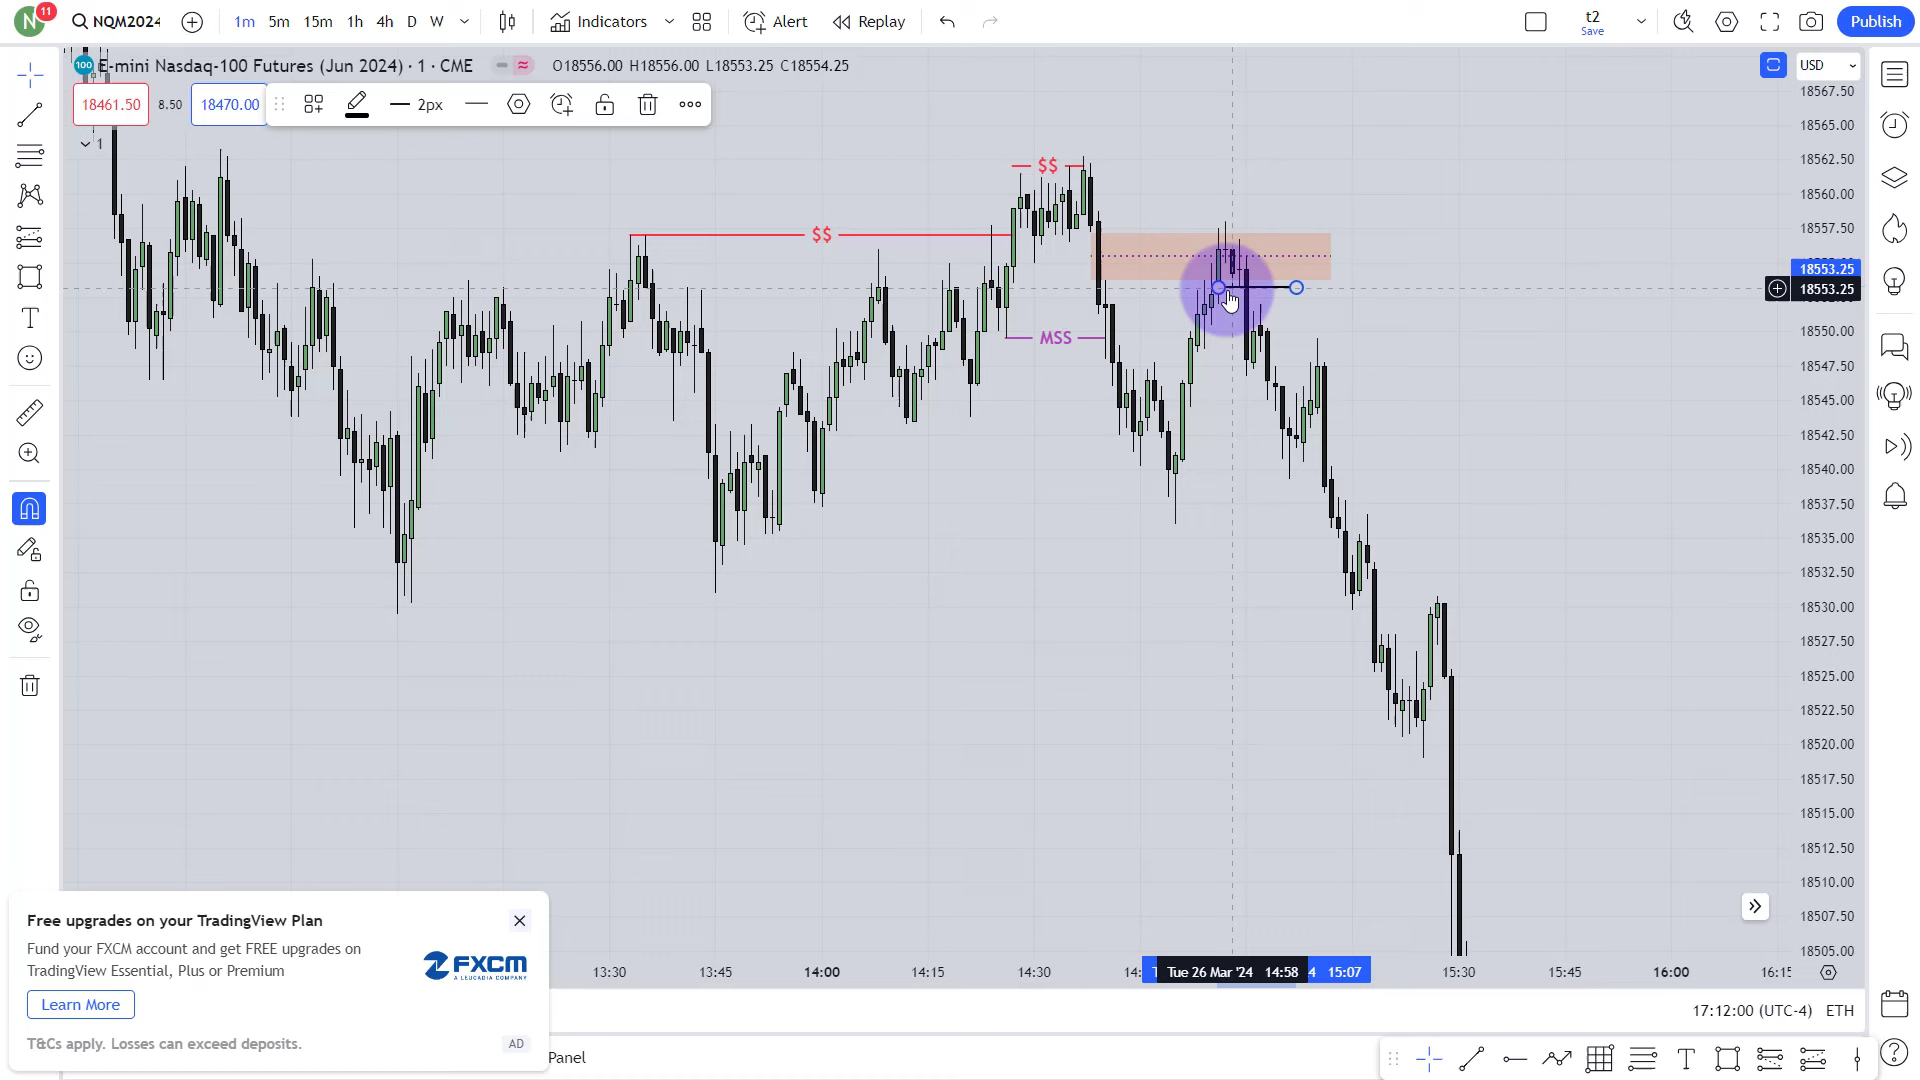 N 11 NQM2024 1m 5m 15m 1h 4h D W Indicators Alert Replay t2 Save Publish
100 E-mini Nasdaq-100 Futures (Jun 2024) · 1 · CME O18556.00 H18556.00 L18553.25 C18554.25 USD
18461.50 8.50 18470.00 2px
1
$$
$$
MSS
18567.50
18565.00
18562.50
18560.00
18557.50
18553.25
18553.25
18550.00
18547.50
18545.00
18542.50
18540.00
18537.50
18535.00
18532.50
18530.00
18527.50
18525.00
18522.50
18520.00
18517.50
18515.00
18512.50
18510.00
18507.50
18505.00
Free upgrades on your TradingView Plan
Fund your FXCM account and get FREE upgrades on
TradingView Essential, Plus or Premium
FXCM
A LEUCADIA COMPANY
Learn More
T&Cs apply. Losses can exceed deposits. AD
13:30 13:45 14:00 14:15 14:30 Tue 26 Mar '24 14:58 4 15:07 15:30 15:45 16:00 16:15
17:12:00 (UTC-4) ETH
Panel